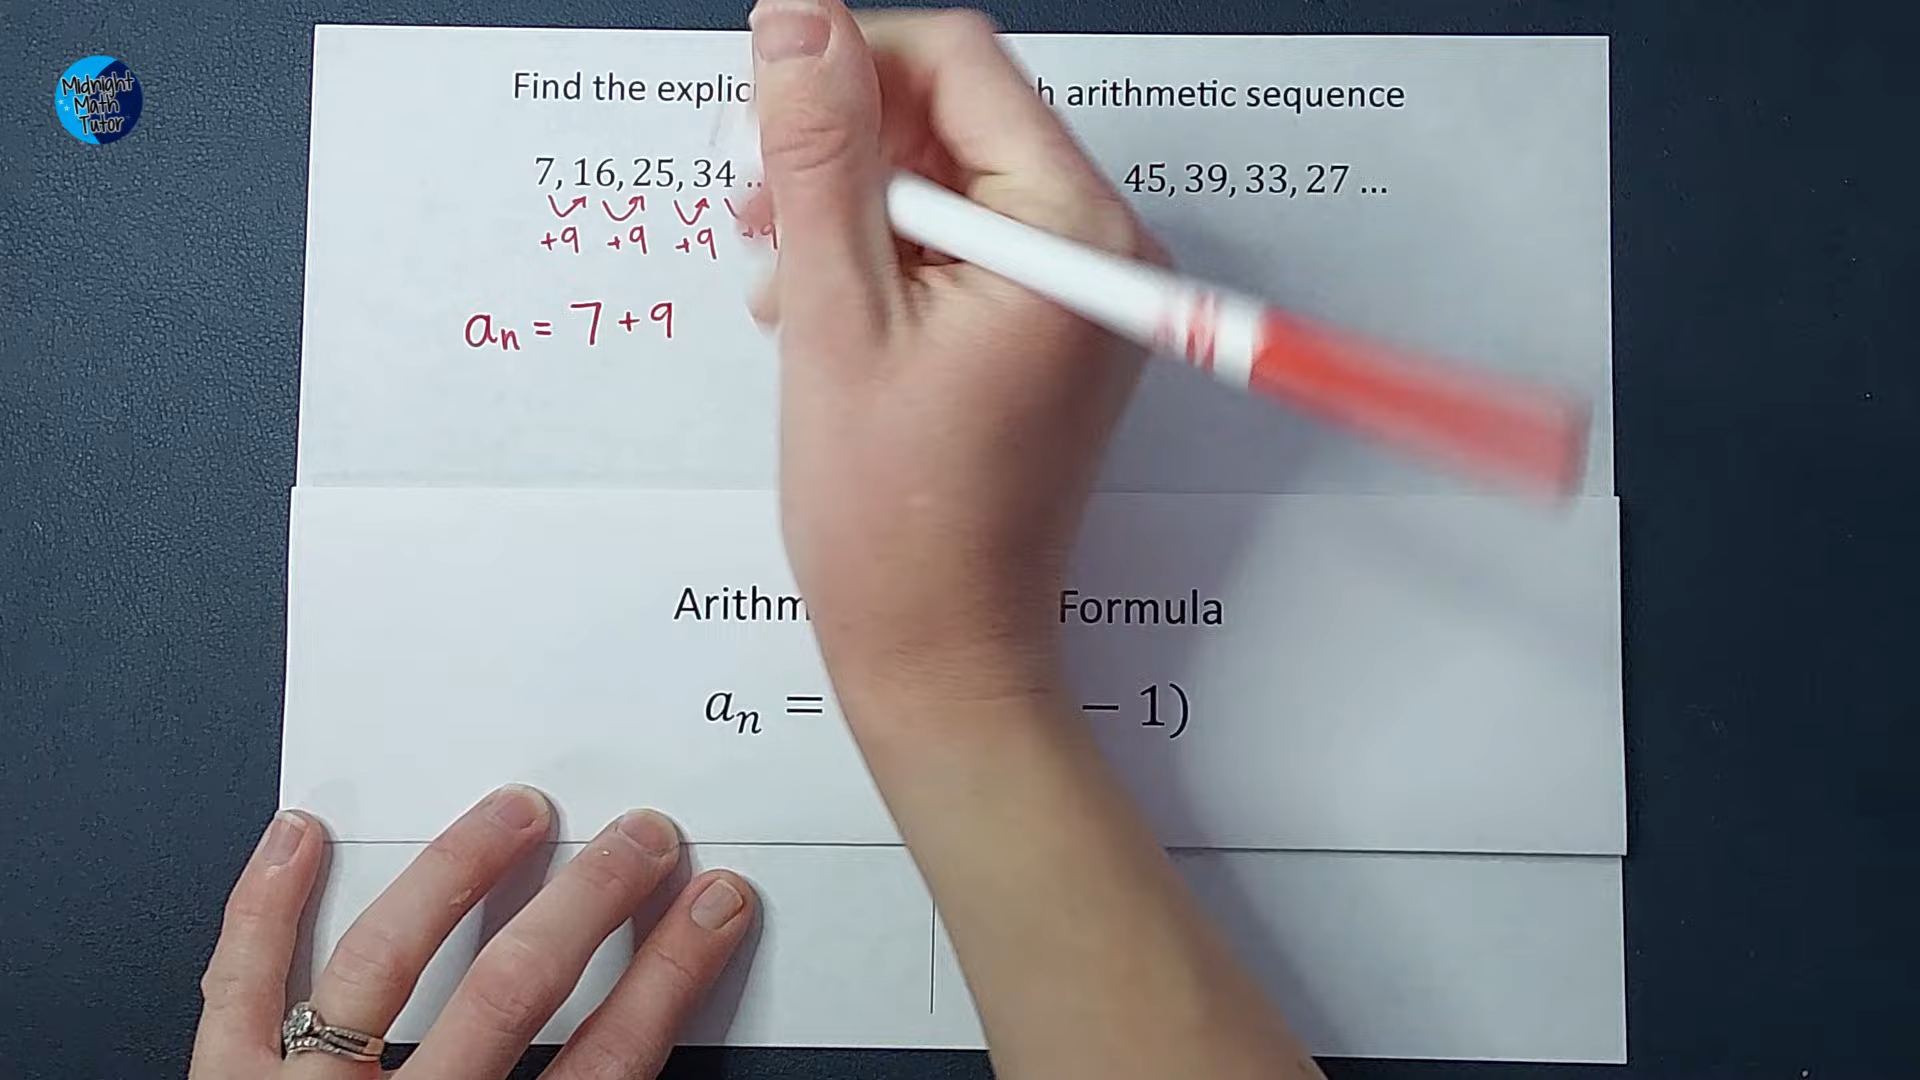 Midnight
Math
Tutor
Find the explic h arithmetic sequence
7, 16, 25, 34 ..
+9 +9 +9 +9
aₙ = 7 + 9
45, 39, 33, 27 ...
Arithm Formula
aₙ = − 1)